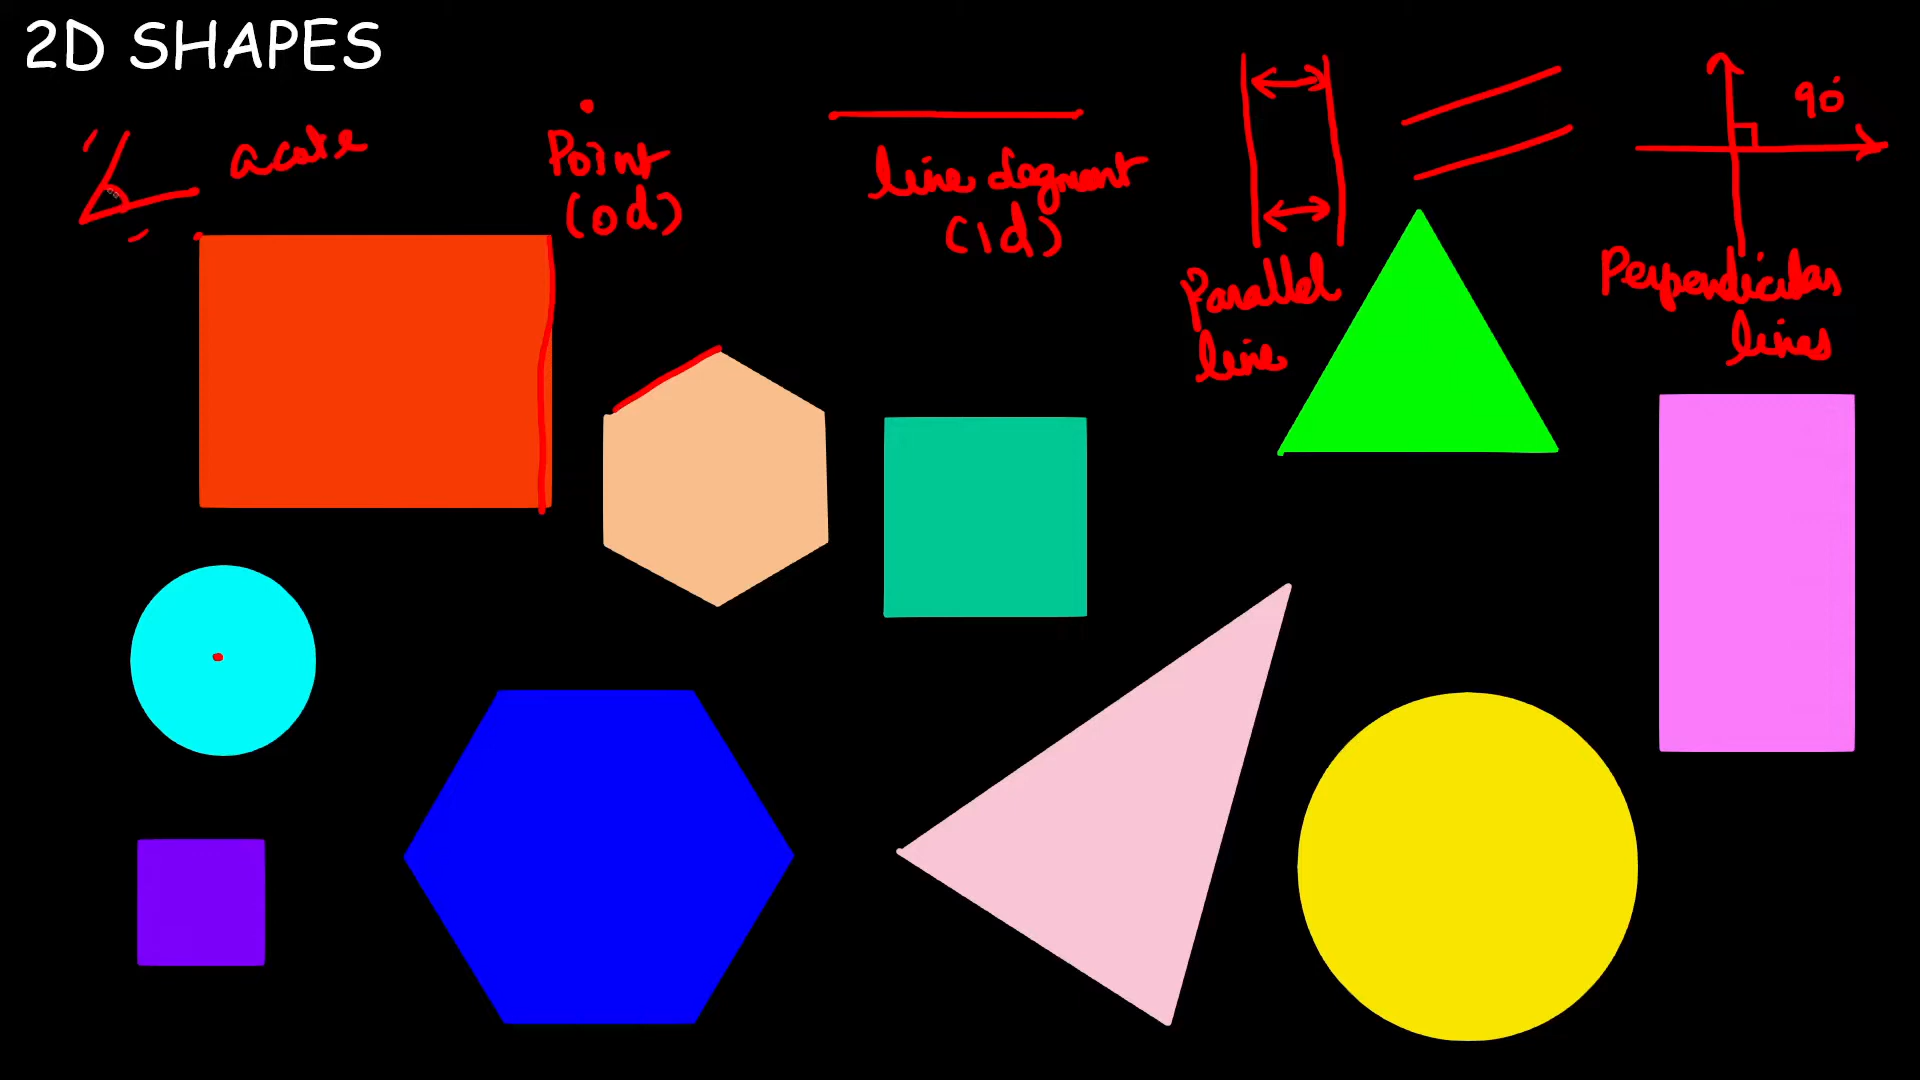 2D SHAPES
acute
Point
(0d)
line segment
(1d)
Parallel
line
90°
Perpendicular
lines